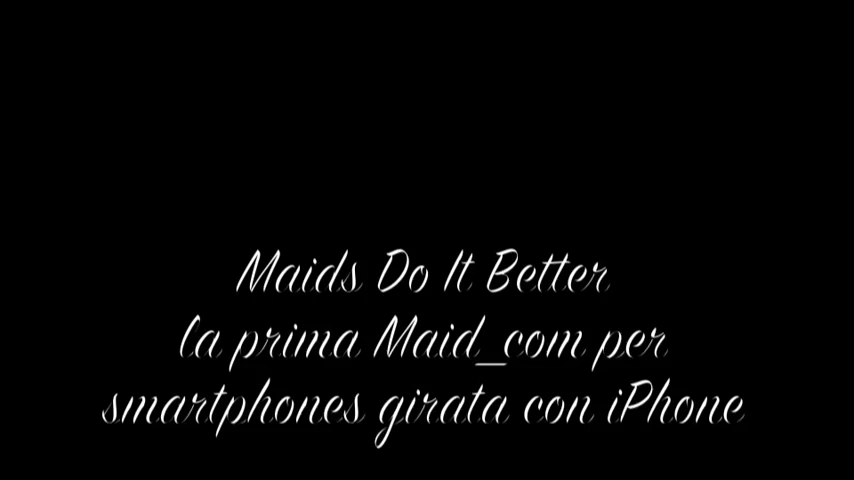 Maids Do It Better
la prima Maid_com per
smartphones girata con iPhone